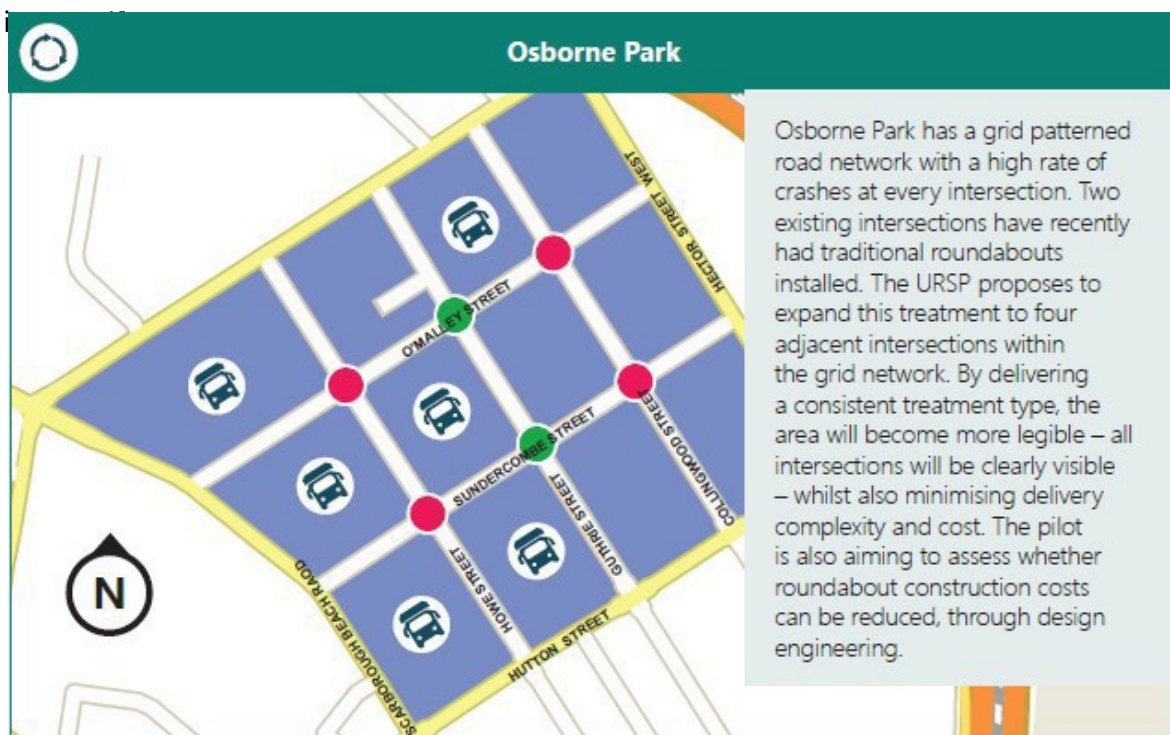 Osborne Park
Osborne Park has a grid patterned
road network with a high rate of
crashes at every intersection. Two
existing intersections have recently
had traditional roundabouts
installed. The URSP proposes to
expand this treatment to four
adjacent intersections within
the grid network. By delivering
a consistent treatment type, the
area will become more legible – all
intersections will be clearly visible
– whilst also minimising delivery
complexity and cost. The pilot
is also aiming to assess whether
roundabout construction costs
can be reduced, through design
engineering.
HECTOR STREET WEST
O'MALLEY STREET
SUNDERCOMBE STREET
COLLINGWOOD STREET
GUTHRIE STREET
HOWE STREET
HUTTON STREET
SCARBOROUGH BEACH RAOD
N